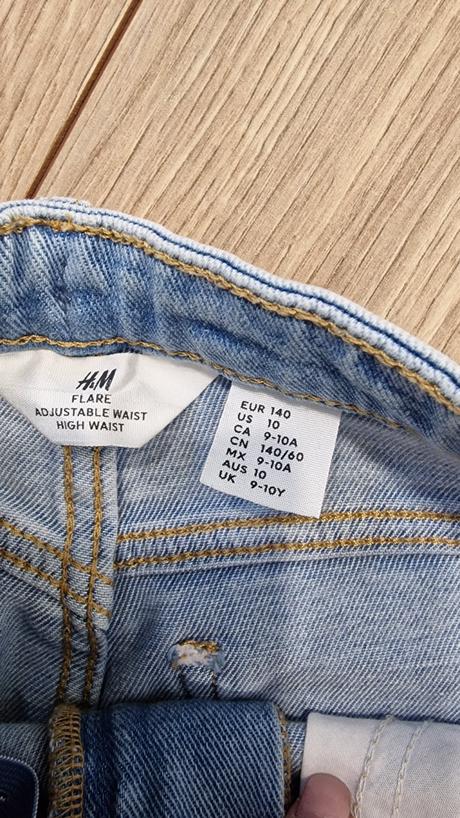 H&M
FLARE
ADJUSTABLE WAIST
HIGH WAIST
EUR 140
US 10
CA 9-10A
CN 140/60
MX 9-10A
AUS 10
UK 9-10Y